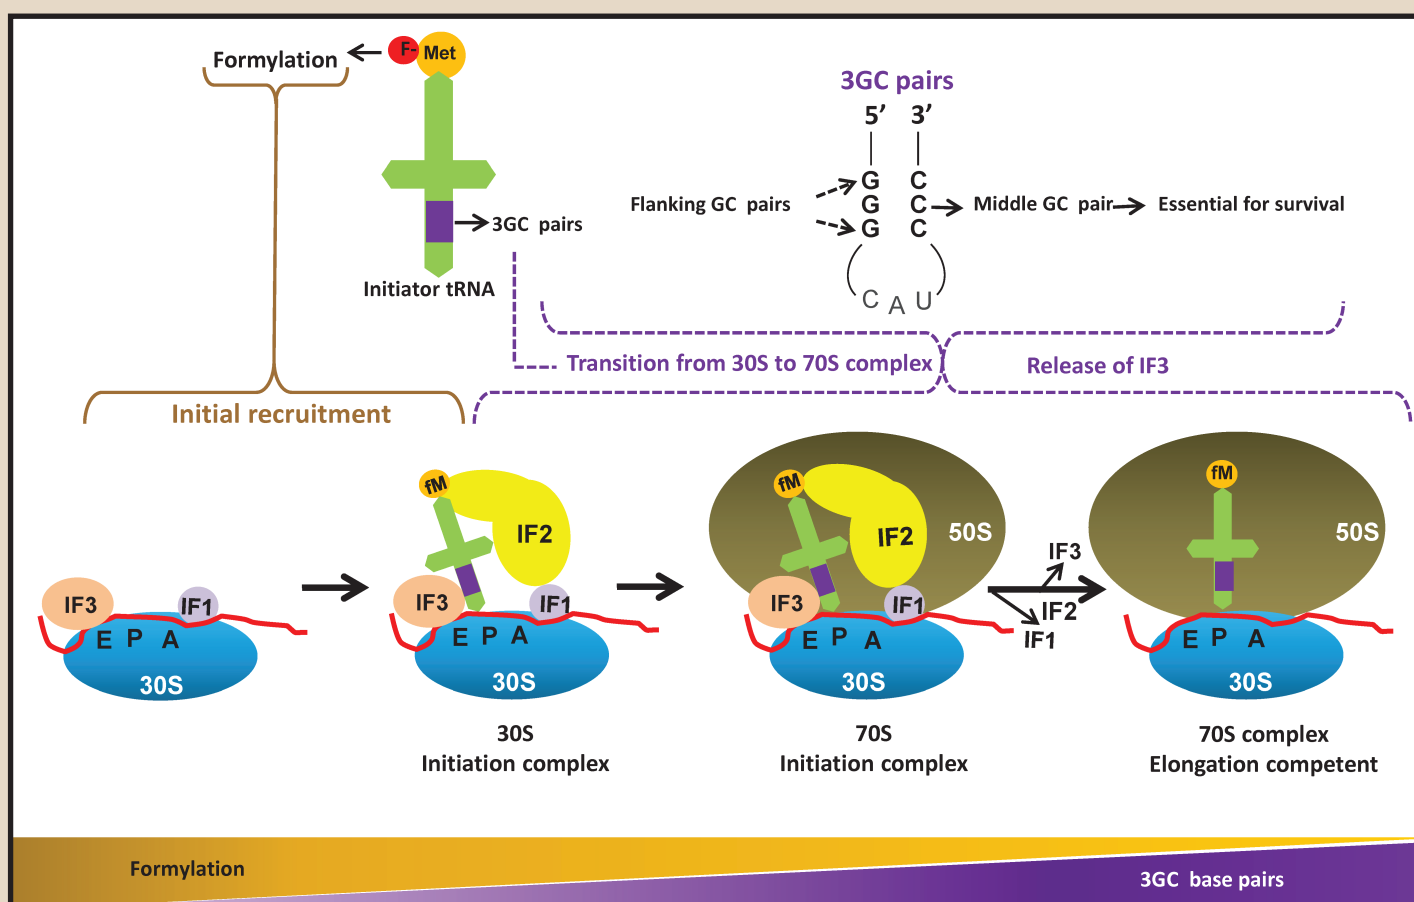 Formylation
F-
Met
3GC pairs
Initiator tRNA
3GC pairs
5’ 3’
G C
G C
G C
C A U
Flanking GC pairs
Middle GC pair
Essential for survival
Transition from 30S to 70S complex
Release of IF3
Initial recruitment
IF3
IF1
E P A
30S
fM
IF2
IF3
IF1
E P A
30S
30S
Initiation complex
fM
IF2
50S
IF3
IF1
E P A
30S
70S
Initiation complex
IF3
IF2
IF1
fM
50S
E P A
30S
70S complex
Elongation competent
Formylation
3GC base pairs